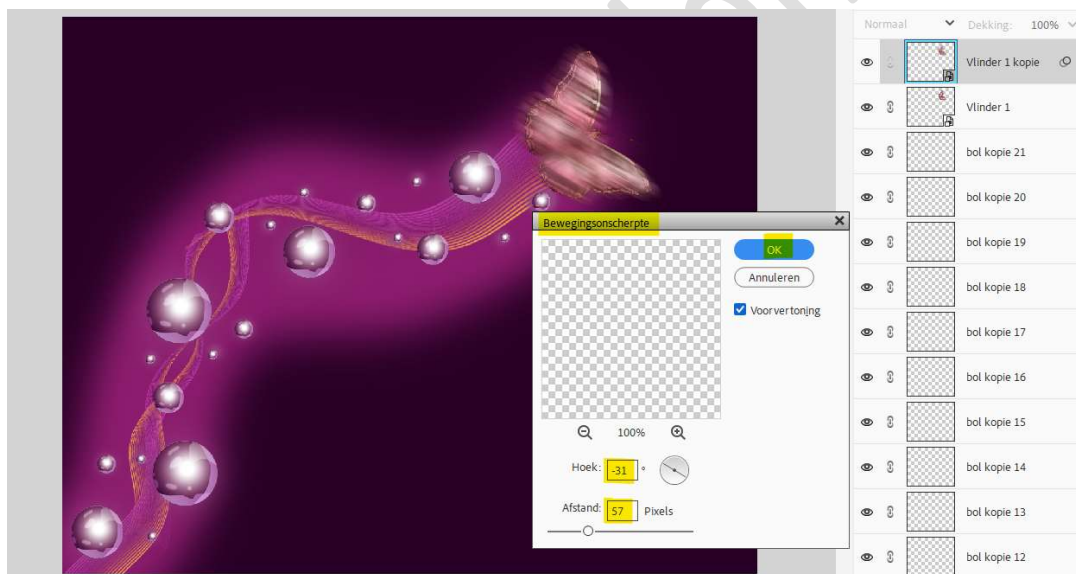 Normaal Dekking: 100%
Vlinder 1 kopie
Vlinder 1
bol kopie 21
bol kopie 20
bol kopie 19
bol kopie 18
bol kopie 17
bol kopie 16
bol kopie 15
bol kopie 14
bol kopie 13
bol kopie 12
Bewegingsonscherpte
OK
Annuleren
Voorvertoning
100%
Hoek: -31 °
Afstand: 57 Pixels